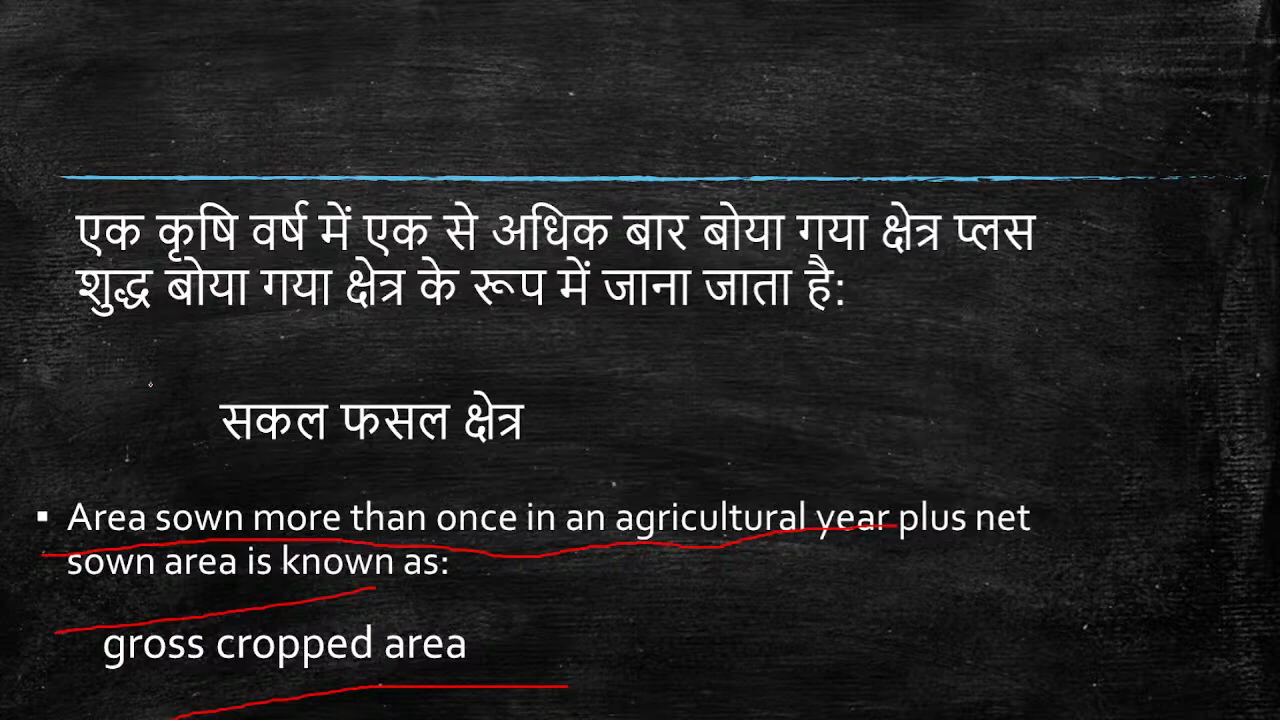 एक कृषि वर्ष में एक से अधिक बार बोया गया क्षेत्र प्लस
शुद्ध बोया गया क्षेत्र के रूप में जाना जाता है:
सकल फसल क्षेत्र
▪ Area sown more than once in an agricultural year plus net
sown area is known as:
gross cropped area